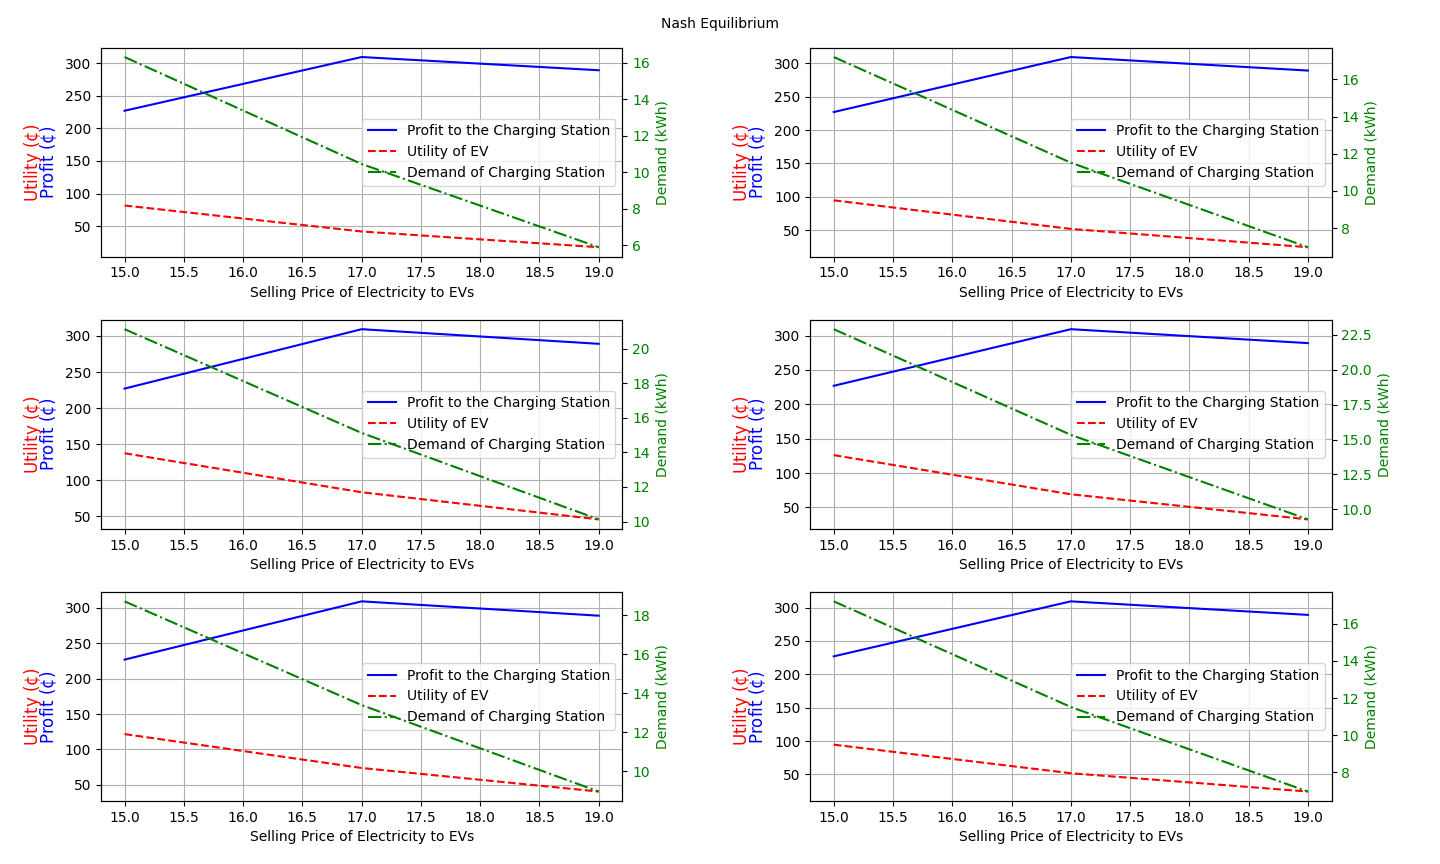 Nash Equilibrium
300
250
200
150
100
50
Utility (¢)
Profit (¢)
Profit to the Charging Station
Utility of EV
Demand of Charging Station
16
14
12
10
8
6
Demand (kWh)
15.0 15.5 16.0 16.5 17.0 17.5 18.0 18.5 19.0
Selling Price of Electricity to EVs
300
250
200
150
100
50
Utility (¢)
Profit (¢)
Profit to the Charging Station
Utility of EV
Demand of Charging Station
16
14
12
10
8
Demand (kWh)
15.0 15.5 16.0 16.5 17.0 17.5 18.0 18.5 19.0
Selling Price of Electricity to EVs
300
250
200
150
100
50
Utility (¢)
Profit (¢)
Profit to the Charging Station
Utility of EV
Demand of Charging Station
20
18
16
14
12
10
Demand (kWh)
15.0 15.5 16.0 16.5 17.0 17.5 18.0 18.5 19.0
Selling Price of Electricity to EVs
300
250
200
150
100
50
Utility (¢)
Profit (¢)
Profit to the Charging Station
Utility of EV
Demand of Charging Station
22.5
20.0
17.5
15.0
12.5
10.0
Demand (kWh)
15.0 15.5 16.0 16.5 17.0 17.5 18.0 18.5 19.0
Selling Price of Electricity to EVs
300
250
200
150
100
50
Utility (¢)
Profit (¢)
Profit to the Charging Station
Utility of EV
Demand of Charging Station
18
16
14
12
10
Demand (kWh)
15.0 15.5 16.0 16.5 17.0 17.5 18.0 18.5 19.0
Selling Price of Electricity to EVs
300
250
200
150
100
50
Utility (¢)
Profit (¢)
Profit to the Charging Station
Utility of EV
Demand of Charging Station
16
14
12
10
8
Demand (kWh)
15.0 15.5 16.0 16.5 17.0 17.5 18.0 18.5 19.0
Selling Price of Electricity to EVs